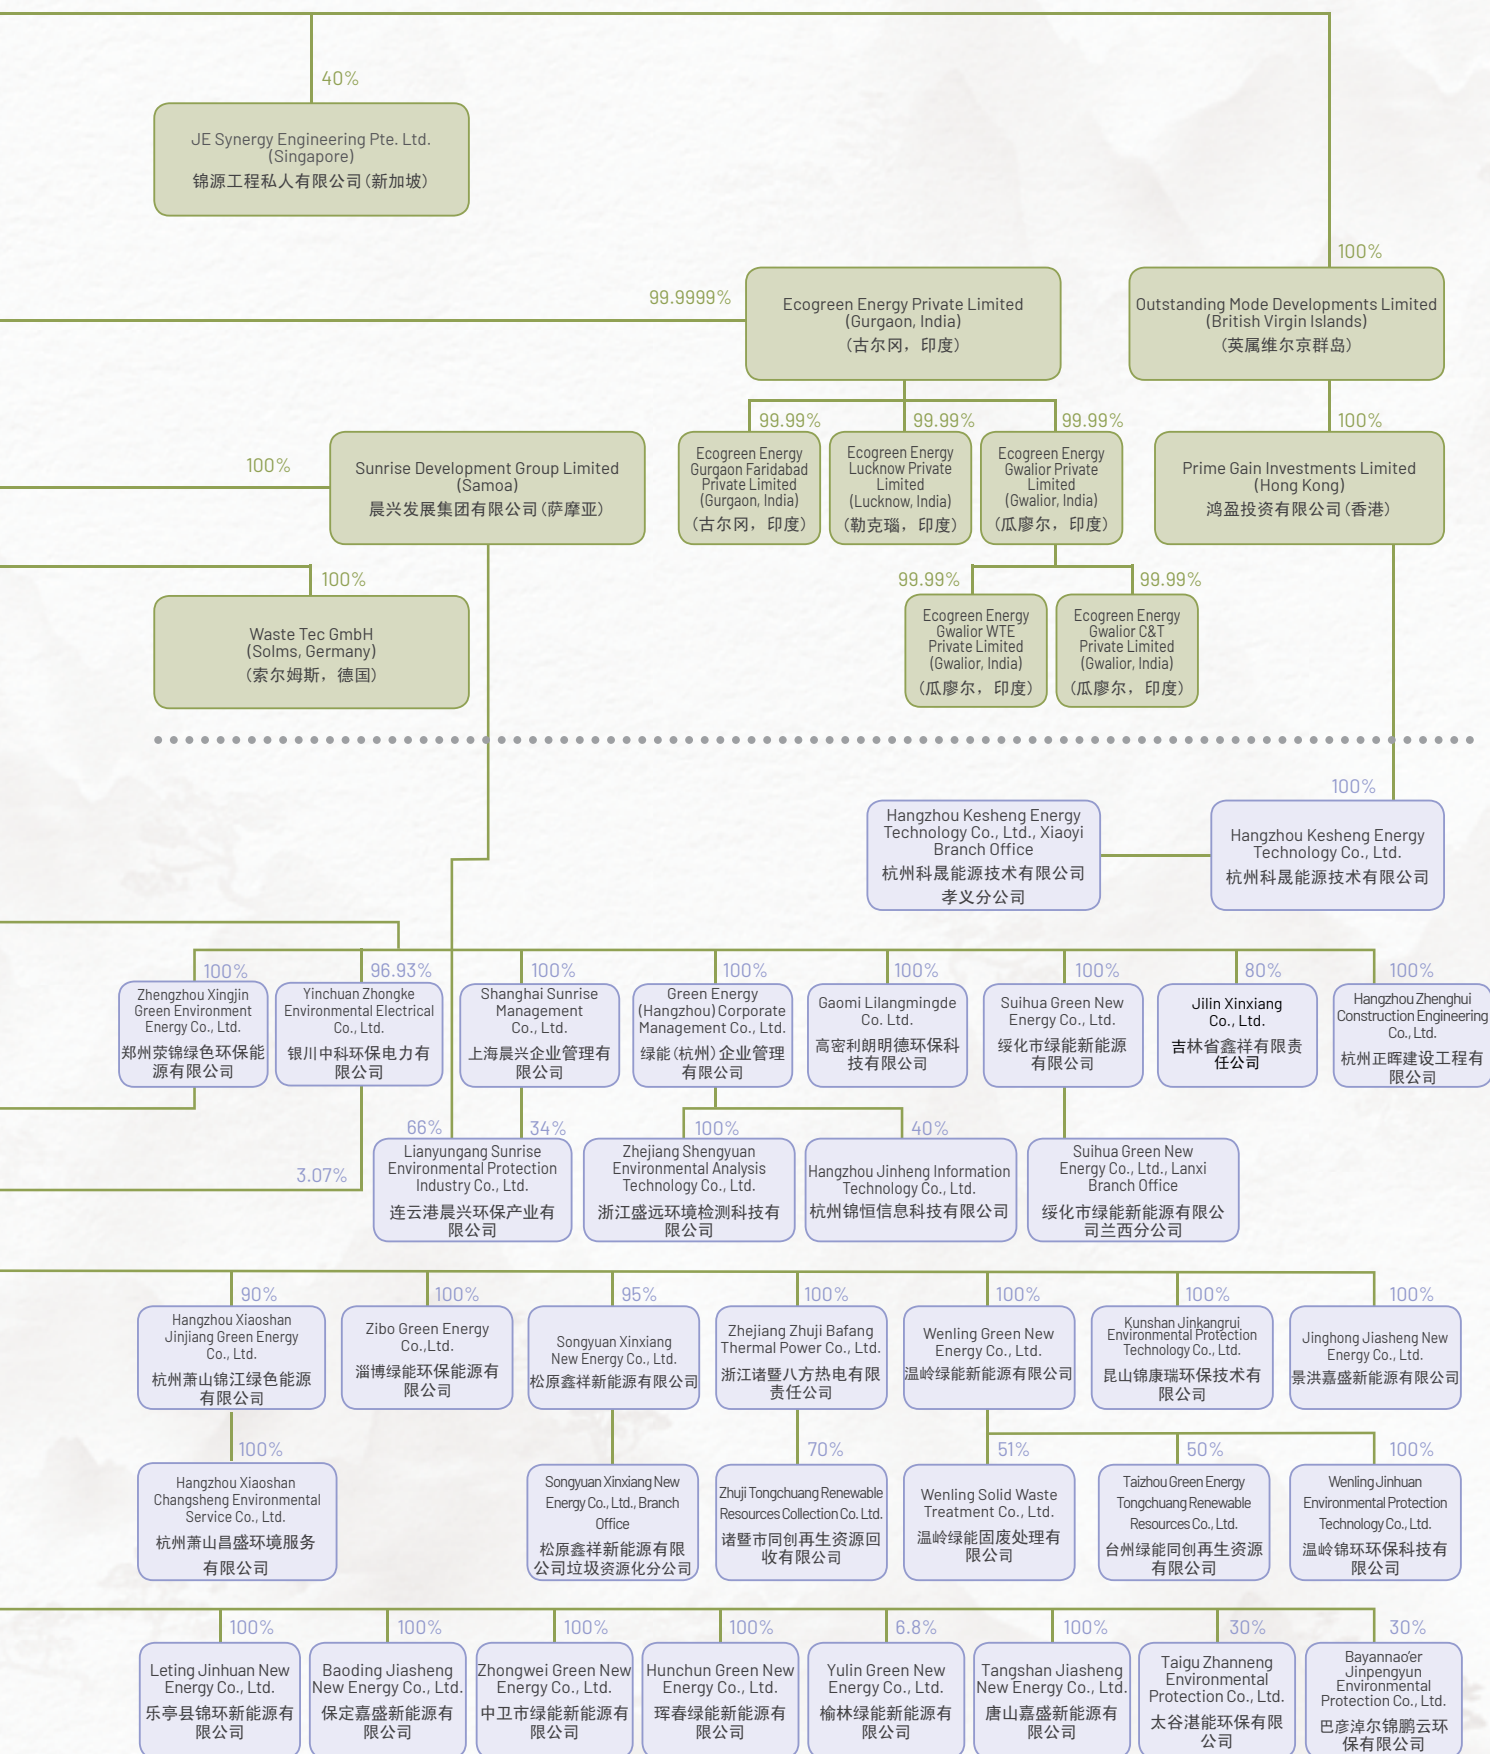 40%
JE Synergy Engineering Pte. Ltd.
(Singapore)
锦源工程私人有限公司(新加坡)
100%
99.9999%
Ecogreen Energy Private Limited
(Gurgaon, India)
(古尔冈，印度)
Outstanding Mode Developments Limited
(British Virgin Islands)
(英属维尔京群岛)
99.99%
99.99%
99.99%
100%
100%
Sunrise Development Group Limited
(Samoa)
晨兴发展集团有限公司(萨摩亚)
Ecogreen Energy
Gurgaon Faridabad
Private Limited
(Gurgaon, India)
(古尔冈，印度)
Ecogreen Energy
Lucknow Private
Limited
(Lucknow, India)
(勒克瑙，印度)
Ecogreen Energy
Gwalior Private
Limited
(Gwalior, India)
(瓜廖尔，印度)
Prime Gain Investments Limited
(Hong Kong)
鸿盈投资有限公司(香港)
100%
99.99%
99.99%
Waste Tec GmbH
(Solms, Germany)
(索尔姆斯，德国)
Ecogreen Energy
Gwalior WTE
Private Limited
(Gwalior, India)
(瓜廖尔，印度)
Ecogreen Energy
Gwalior C&T
Private Limited
(Gwalior, India)
(瓜廖尔，印度)
100%
Hangzhou Kesheng Energy
Technology Co., Ltd., Xiaoyi
Branch Office
杭州科晟能源技术有限公司
孝义分公司
Hangzhou Kesheng Energy
Technology Co., Ltd.
杭州科晟能源技术有限公司
100%
96.93%
100%
100%
100%
100%
80%
100%
Zhengzhou Xingjin
Green Environment
Energy Co., Ltd.
郑州荥锦绿色环保能
源有限公司
Yinchuan Zhongke
Environmental Electrical
Co., Ltd.
银川中科环保电力有
限公司
Shanghai Sunrise
Management
Co., Ltd.
上海晨兴企业管理有
限公司
Green Energy
(Hangzhou) Corporate
Management Co., Ltd.
绿能(杭州)企业管理
有限公司
Gaomi Lilangmingde
Co. Ltd.
高密利朗明德环保科
技有限公司
Suihua Green New
Energy Co., Ltd.
绥化市绿能新能源
有限公司
Jilin Xinxiang
Co., Ltd.
吉林省鑫祥有限责
任公司
Hangzhou Zhenghui
Construction Engineering
Co., Ltd.
杭州正晖建设工程有
限公司
66%
34%
100%
40%
3.07%
Lianyungang Sunrise
Environmental Protection
Industry Co., Ltd.
连云港晨兴环保产业有
限公司
Zhejiang Shengyuan
Environmental Analysis
Technology Co., Ltd.
浙江盛远环境检测科技有
限公司
Hangzhou Jinheng Information
Technology Co., Ltd.
杭州锦恒信息科技有限公司
Suihua Green New
Energy Co., Ltd., Lanxi
Branch Office
绥化市绿能新能源有限公
司兰西分公司
90%
100%
95%
100%
100%
100%
100%
Hangzhou Xiaoshan
Jinjiang Green Energy
Co., Ltd.
杭州萧山锦江绿色能源
有限公司
Zibo Green Energy
Co.,Ltd.
淄博绿能环保能源有
限公司
Songyuan Xinxiang
New Energy Co., Ltd.
松原鑫祥新能源有限公司
Zhejiang Zhuji Bafang
Thermal Power Co., Ltd.
浙江诸暨八方热电有限
责任公司
Wenling Green New
Energy Co., Ltd.
温岭绿能新能源有限公司
Kunshan Jinkangrui
Environmental Protection
Technology Co., Ltd.
昆山锦康瑞环保技术有
限公司
Jinghong Jiasheng New
Energy Co., Ltd.
景洪嘉盛新能源有限公司
100%
70%
51%
50%
100%
Hangzhou Xiaoshan
Changsheng Environmental
Service Co., Ltd.
杭州萧山昌盛环境服务
有限公司
Songyuan Xinxiang New
Energy Co., Ltd., Branch
Office
松原鑫祥新能源有限
公司垃圾资源化分公司
Zhuji Tongchuang Renewable
Resources Collection Co. Ltd.
诸暨市同创再生资源回
收有限公司
Wenling Solid Waste
Treatment Co., Ltd.
温岭绿能固废处理有
限公司
Taizhou Green Energy
Tongchuang Renewable
Resources Co., Ltd.
台州绿能同创再生资源
有限公司
Wenling Jinhuan
Environmental Protection
Technology Co., Ltd.
温岭锦环环保科技有
限公司
100%
100%
100%
100%
6.8%
100%
30%
30%
Leting Jinhuan New
Energy Co., Ltd.
乐亭县锦环新能源有
限公司
Baoding Jiasheng
New Energy Co., Ltd.
保定嘉盛新能源有
限公司
Zhongwei Green New
Energy Co., Ltd.
中卫市绿能新能源有
限公司
Hunchun Green New
Energy Co., Ltd.
珲春绿能新能源有
限公司
Yulin Green New
Energy Co., Ltd.
榆林绿能新能源有
限公司
Tangshan Jiasheng
New Energy Co., Ltd.
唐山嘉盛新能源有
限公司
Taigu Zhanneng
Environmental
Protection Co., Ltd.
太谷湛能环保有限
公司
Bayannao'er
Jinpengyun
Environmental
Protection Co., Ltd.
巴彦淖尔锦鹏云环
保有限公司